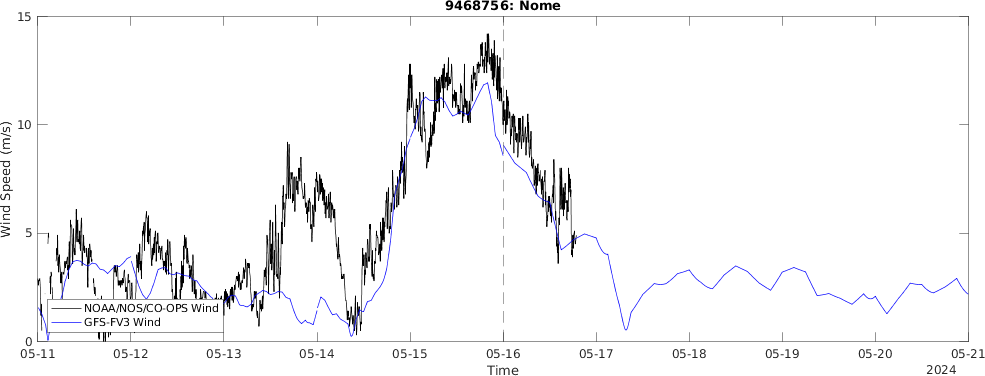 9468756: Nome
15
10
5
0
Wind Speed (m/s)
NOAA/NOS/CO-OPS Wind
GFS-FV3 Wind
05-11 05-12 05-13 05-14 05-15 05-16 05-17 05-18 05-19 05-20 05-21
Time
2024